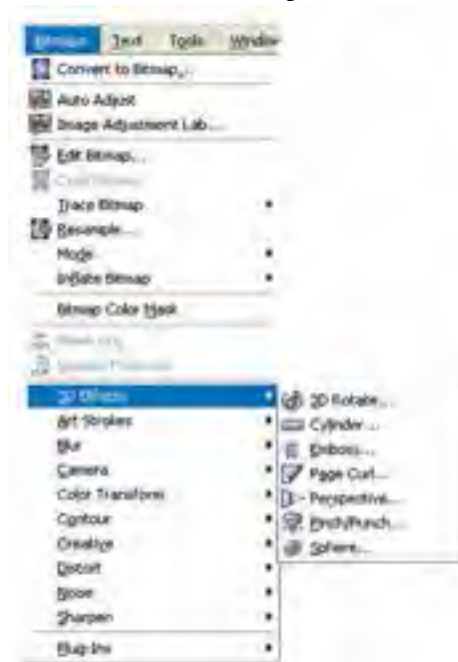 Bitmaps Text Tools Window
Convert to Bitmap...
Auto Adjust
Image Adjustment Lab...
Edit Bitmap...
Trace Bitmap
Resample...
Mode
Inflate Bitmap
Bitmap Color Mask
3D Effects
Art Strokes
Blur
Camera
Color Transform
Contour
Creative
Distort
Noise
Sharpen
Plug-Ins
3D Rotate...
Cylinder...
Emboss...
Page Curl...
Perspective...
Pinch/Punch...
Sphere...